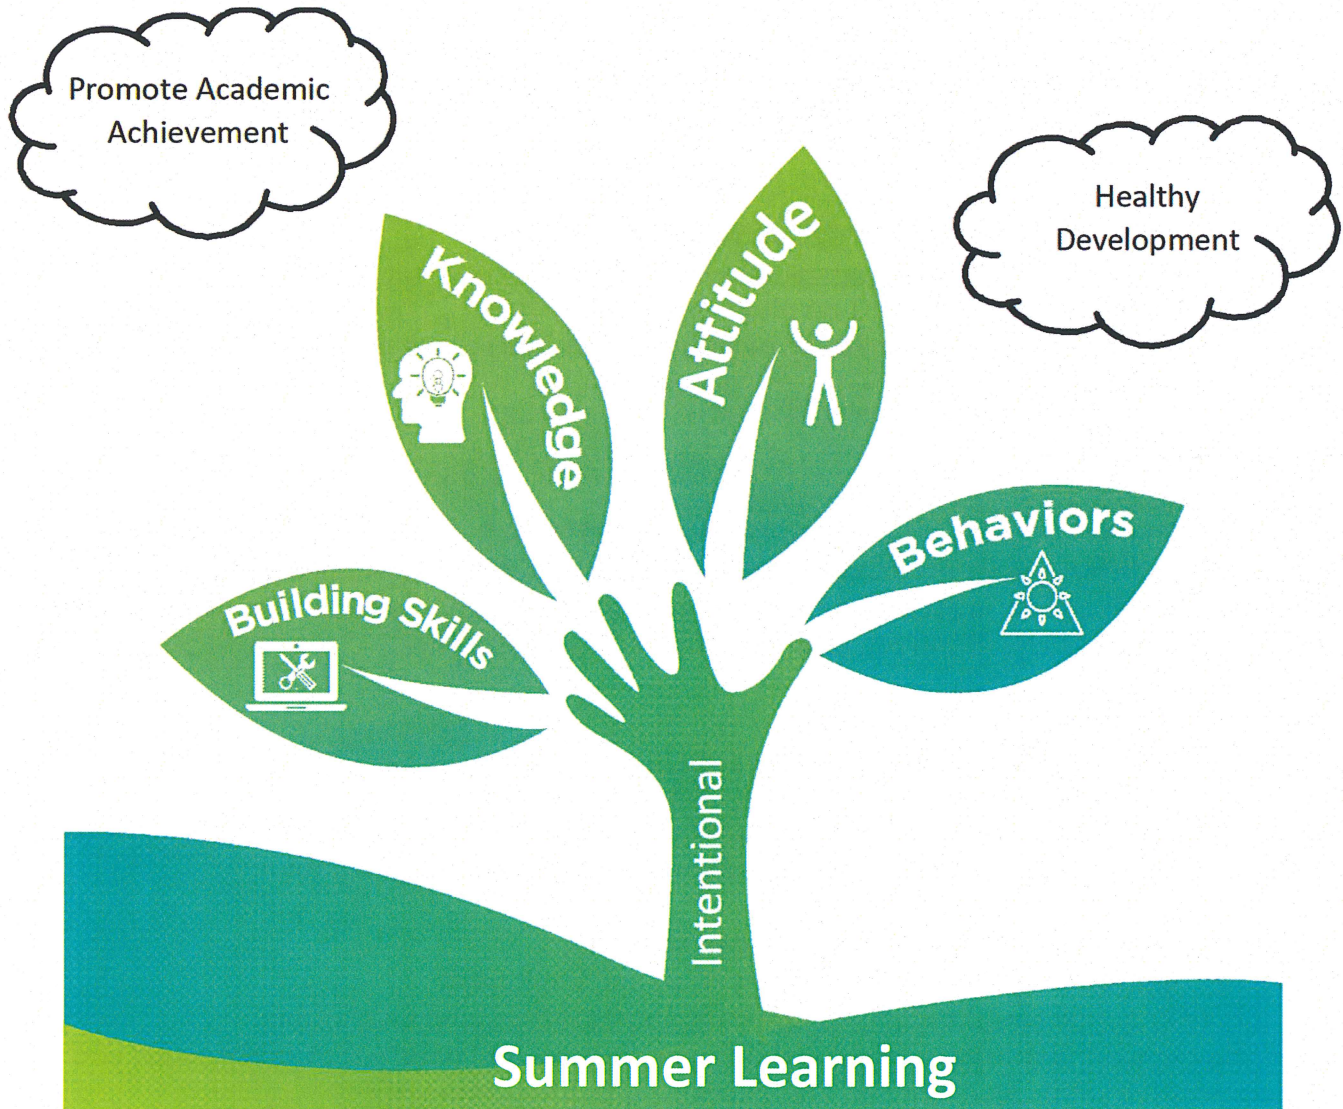 Promote Academic
Achievement
Healthy
Development
Knowledge
Attitude
Behaviors
Building Skills
Intentional
Summer Learning